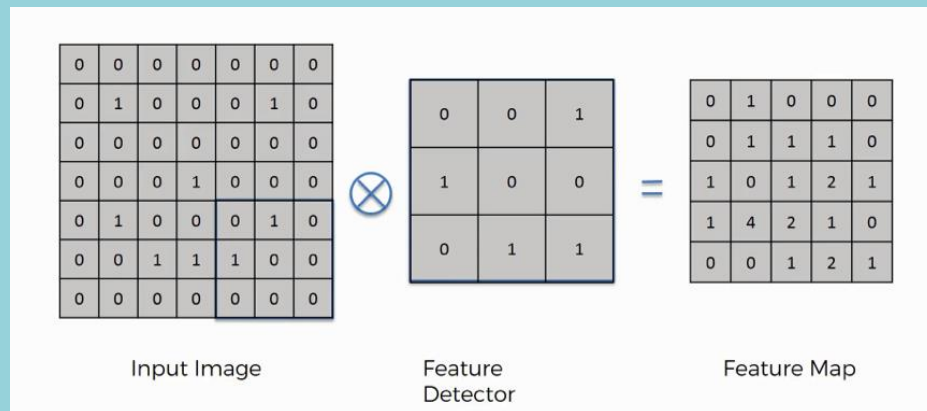 0 0 0 0 0 0 0
0 1 0 0 0 1 0
0 0 0 0 0 0 0
0 0 0 1 0 0 0
0 1 0 0 0 1 0
0 0 1 1 1 0 0
0 0 0 0 0 0 0
Input Image
⊗
0 0 1
1 0 0
0 1 1
Feature
Detector
=
0 1 0 0 0
0 1 1 1 0
1 0 1 2 1
1 4 2 1 0
0 0 1 2 1
Feature Map